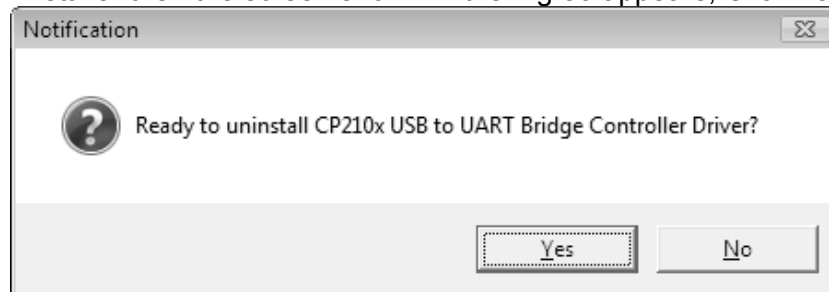 Notification
Ready to uninstall CP210x USB to UART Bridge Controller Driver?
Yes
No